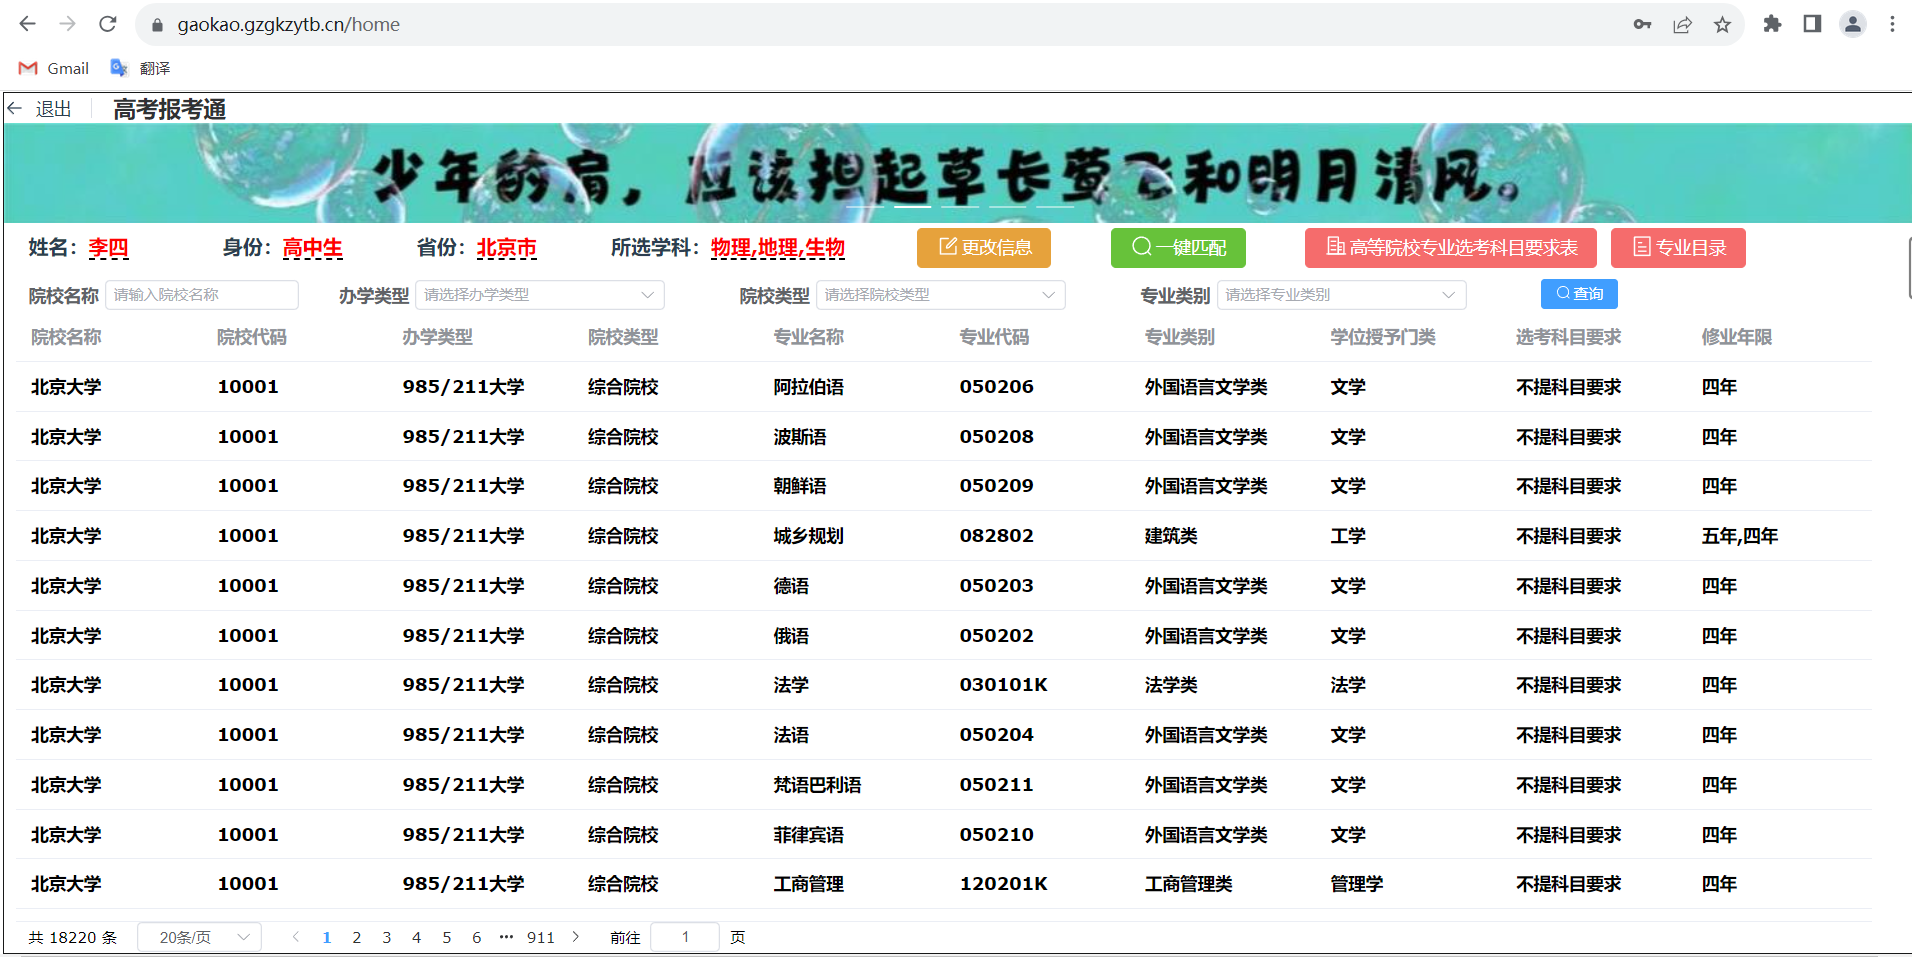 gaokao.gzgkzytb.cn/home
Gmail 翻译
退出 高考报考通
少年的肩，应该担起草长莺飞和明月清风。
姓名： 李四 身份： 高中生 省份： 北京市 所选学科： 物理,地理,生物 更改信息 一键匹配 高等院校专业选考科目要求表 专业目录
院校名称 请输入院校名称 办学类型 请选择办学类型 院校类型 请选择院校类型 专业类别 请选择专业类别 查询
院校名称 院校代码 办学类型 院校类型 专业名称 专业代码 专业类别 学位授予门类 选考科目要求 修业年限
北京大学 10001 985/211大学 综合院校 阿拉伯语 050206 外国语言文学类 文学 不提科目要求 四年
北京大学 10001 985/211大学 综合院校 波斯语 050208 外国语言文学类 文学 不提科目要求 四年
北京大学 10001 985/211大学 综合院校 朝鲜语 050209 外国语言文学类 文学 不提科目要求 四年
北京大学 10001 985/211大学 综合院校 城乡规划 082802 建筑类 工学 不提科目要求 五年,四年
北京大学 10001 985/211大学 综合院校 德语 050203 外国语言文学类 文学 不提科目要求 四年
北京大学 10001 985/211大学 综合院校 俄语 050202 外国语言文学类 文学 不提科目要求 四年
北京大学 10001 985/211大学 综合院校 法学 030101K 法学类 法学 不提科目要求 四年
北京大学 10001 985/211大学 综合院校 法语 050204 外国语言文学类 文学 不提科目要求 四年
北京大学 10001 985/211大学 综合院校 梵语巴利语 050211 外国语言文学类 文学 不提科目要求 四年
北京大学 10001 985/211大学 综合院校 菲律宾语 050210 外国语言文学类 文学 不提科目要求 四年
北京大学 10001 985/211大学 综合院校 工商管理 120201K 工商管理类 管理学 不提科目要求 四年
共 18220 条 20条/页 1 2 3 4 5 6 ··· 911 前往 1 页